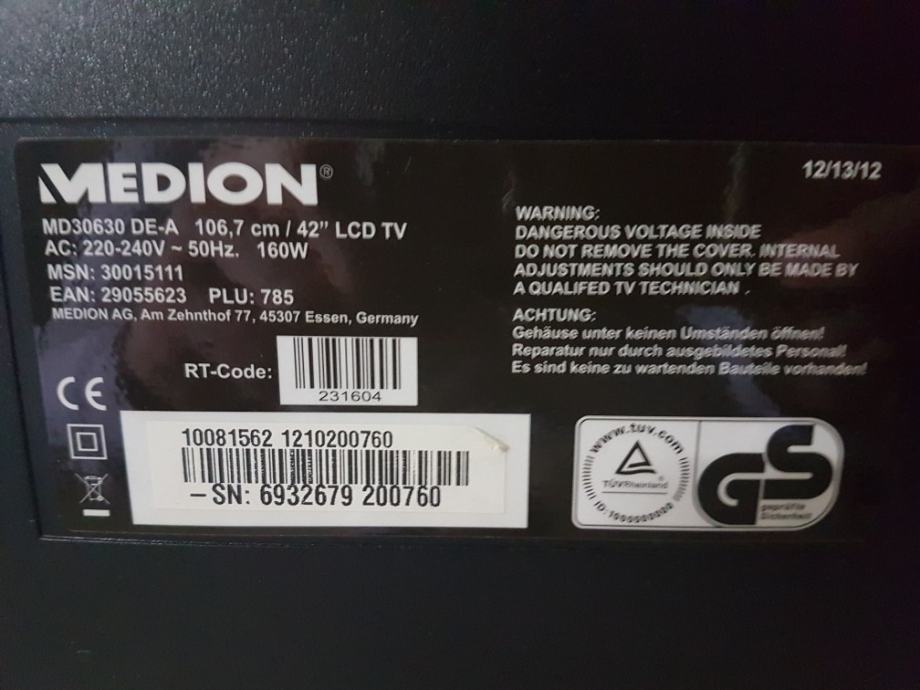 MEDION®
12/13/12
MD30630 DE-A 106,7 cm / 42" LCD TV
AC: 220-240V ~ 50Hz. 160W
MSN: 30015111
EAN: 29055623 PLU: 785
MEDION AG, Am Zehnthof 77, 45307 Essen, Germany
RT-Code:
231604
CE
10081562 1210200760
–SN: 6932679 200760
WARNING:
DANGEROUS VOLTAGE INSIDE
DO NOT REMOVE THE COVER. INTERNAL
ADJUSTMENTS SHOULD ONLY BE MADE BY
A QUALIFED TV TECHNICIAN .
ACHTUNG:
Gehäuse unter keinen Umständen öffnen!
Reparatur nur durch ausgebildetes Personal!
Es sind keine zu wartenden Bauteile vorhanden!
www.tuv.com
TÜVRheinland®
GS
geprüfte
Sicherheit